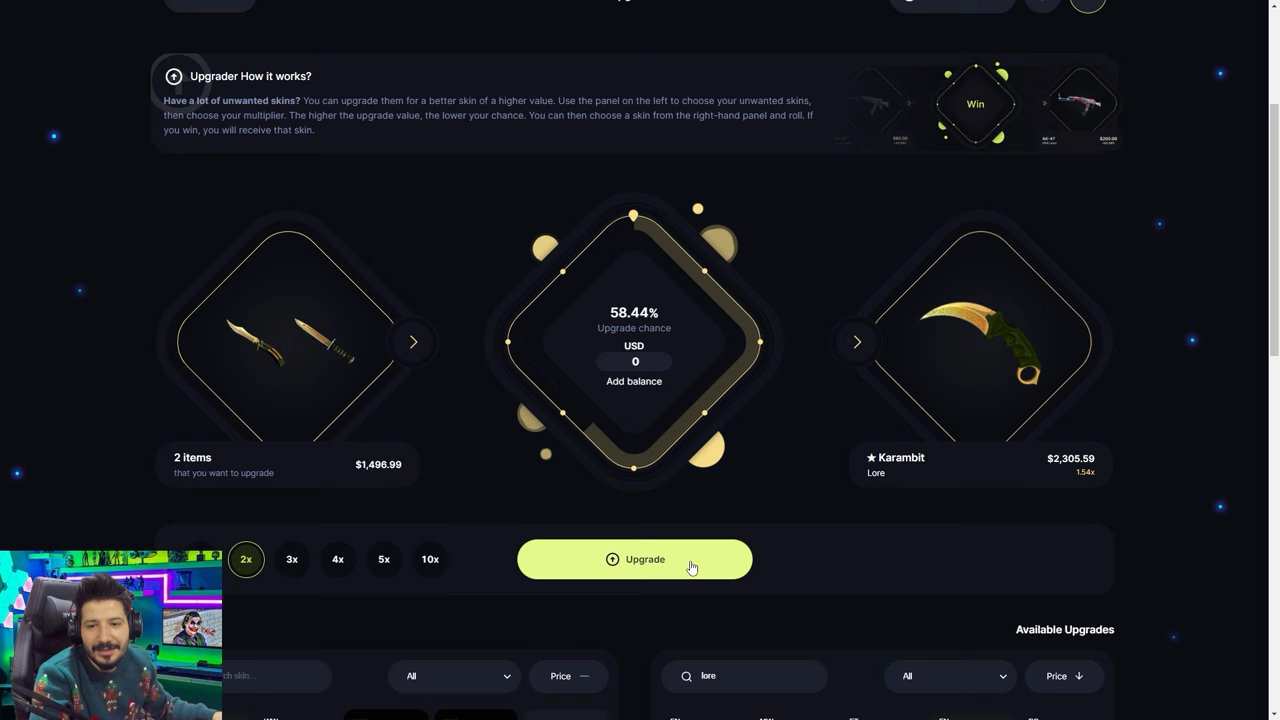 Upgrader How it works?
Have a lot of unwanted skins? You can upgrade them for a better skin of a higher value. Use the panel on the left to choose your unwanted skins,
then choose your multiplier. The higher the upgrade value, the lower your chance. You can then choose a skin from the right-hand panel and roll. If
you win, you will receive that skin.
Win
AK-47
$200.00
58.44%
Upgrade chance
USD
0
Add balance
2 items
that you want to upgrade
$1,496.99
★ Karambit
Lore
$2,305.59
1.54x
2x
3x
4x
5x
10x
Upgrade
Available Upgrades
skin...
All
Price
lore
All
Price